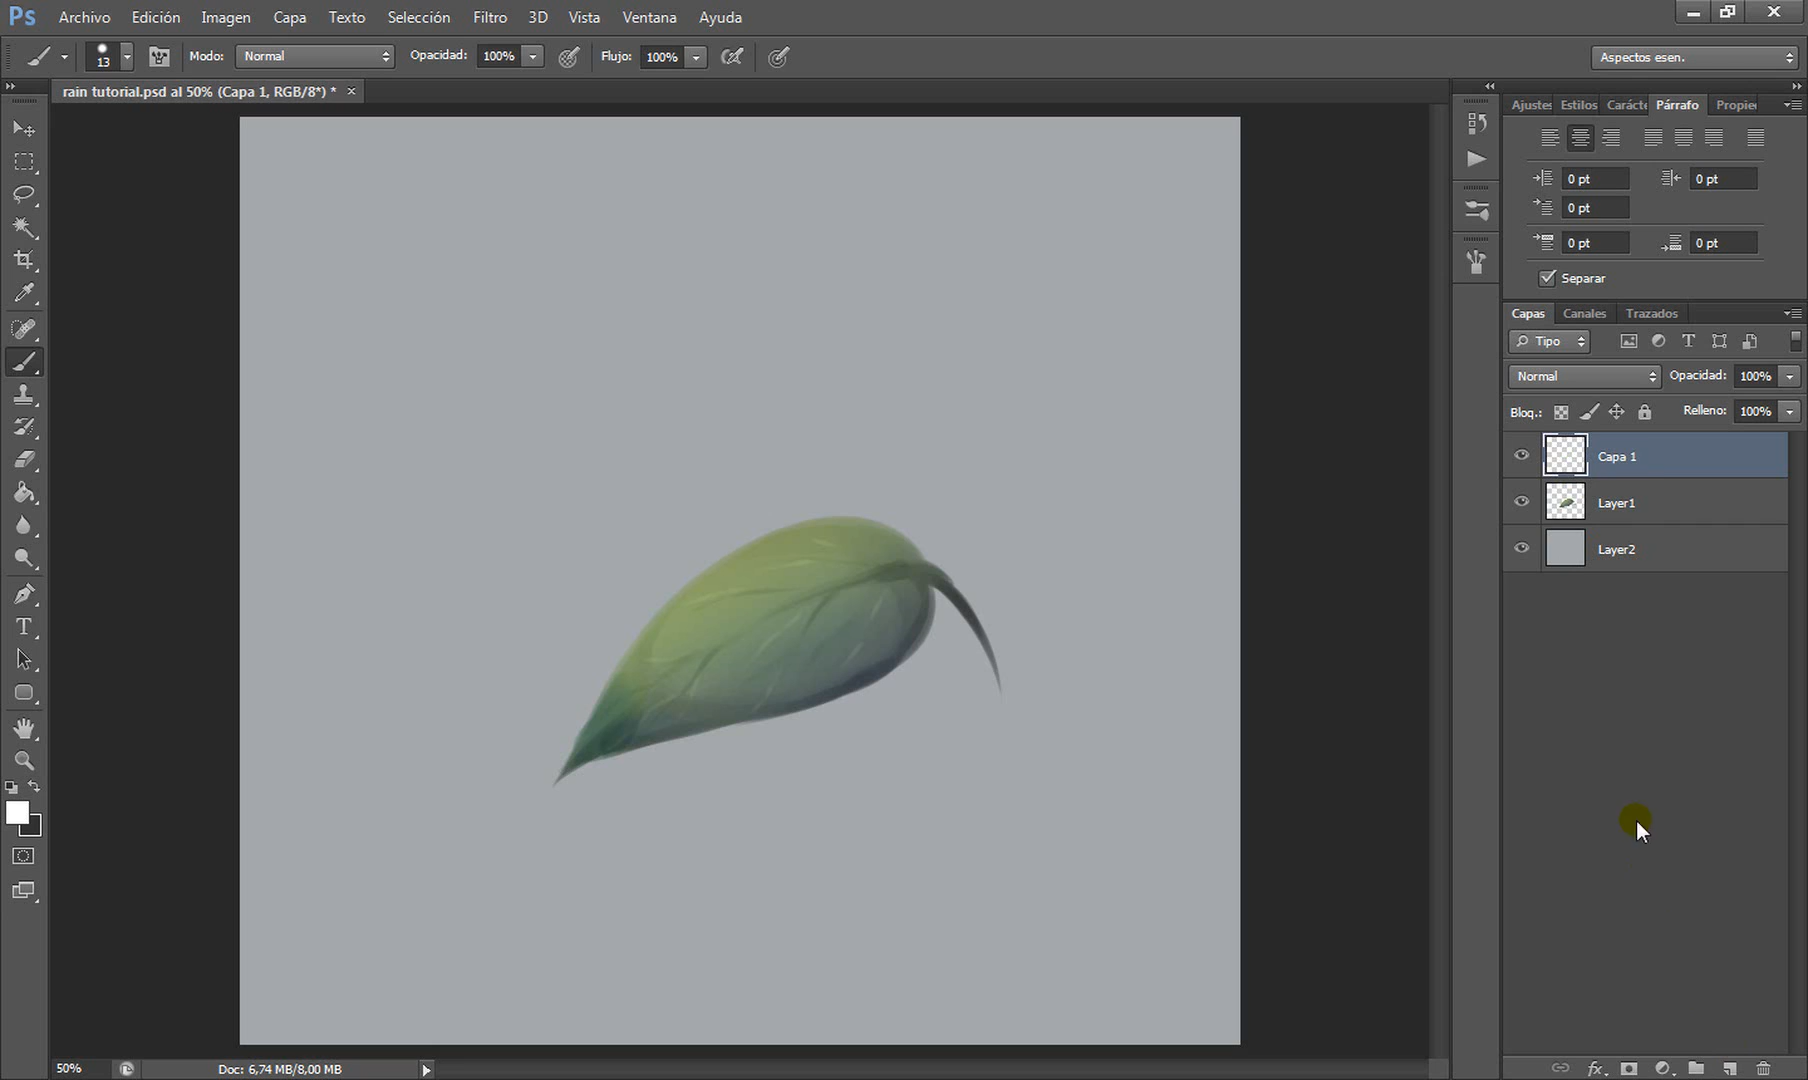 Ps Archivo Edición Imagen Capa Texto Selección Filtro 3D Vista Ventana Ayuda
13 Modo: Normal Opacidad: 100% Flujo: 100% Aspectos esen.
rain tutorial.psd al 50% (Capa 1, RGB/8*) *
Ajustes Estilos Caráct Párrafo Propie
0 pt 0 pt
0 pt
0 pt 0 pt
Separar
Capas Canales Trazados
Tipo
Normal Opacidad: 100%
Bloq.: Relleno: 100%
Capa 1
Layer1
Layer2
50% Doc: 6,74 MB/8,00 MB